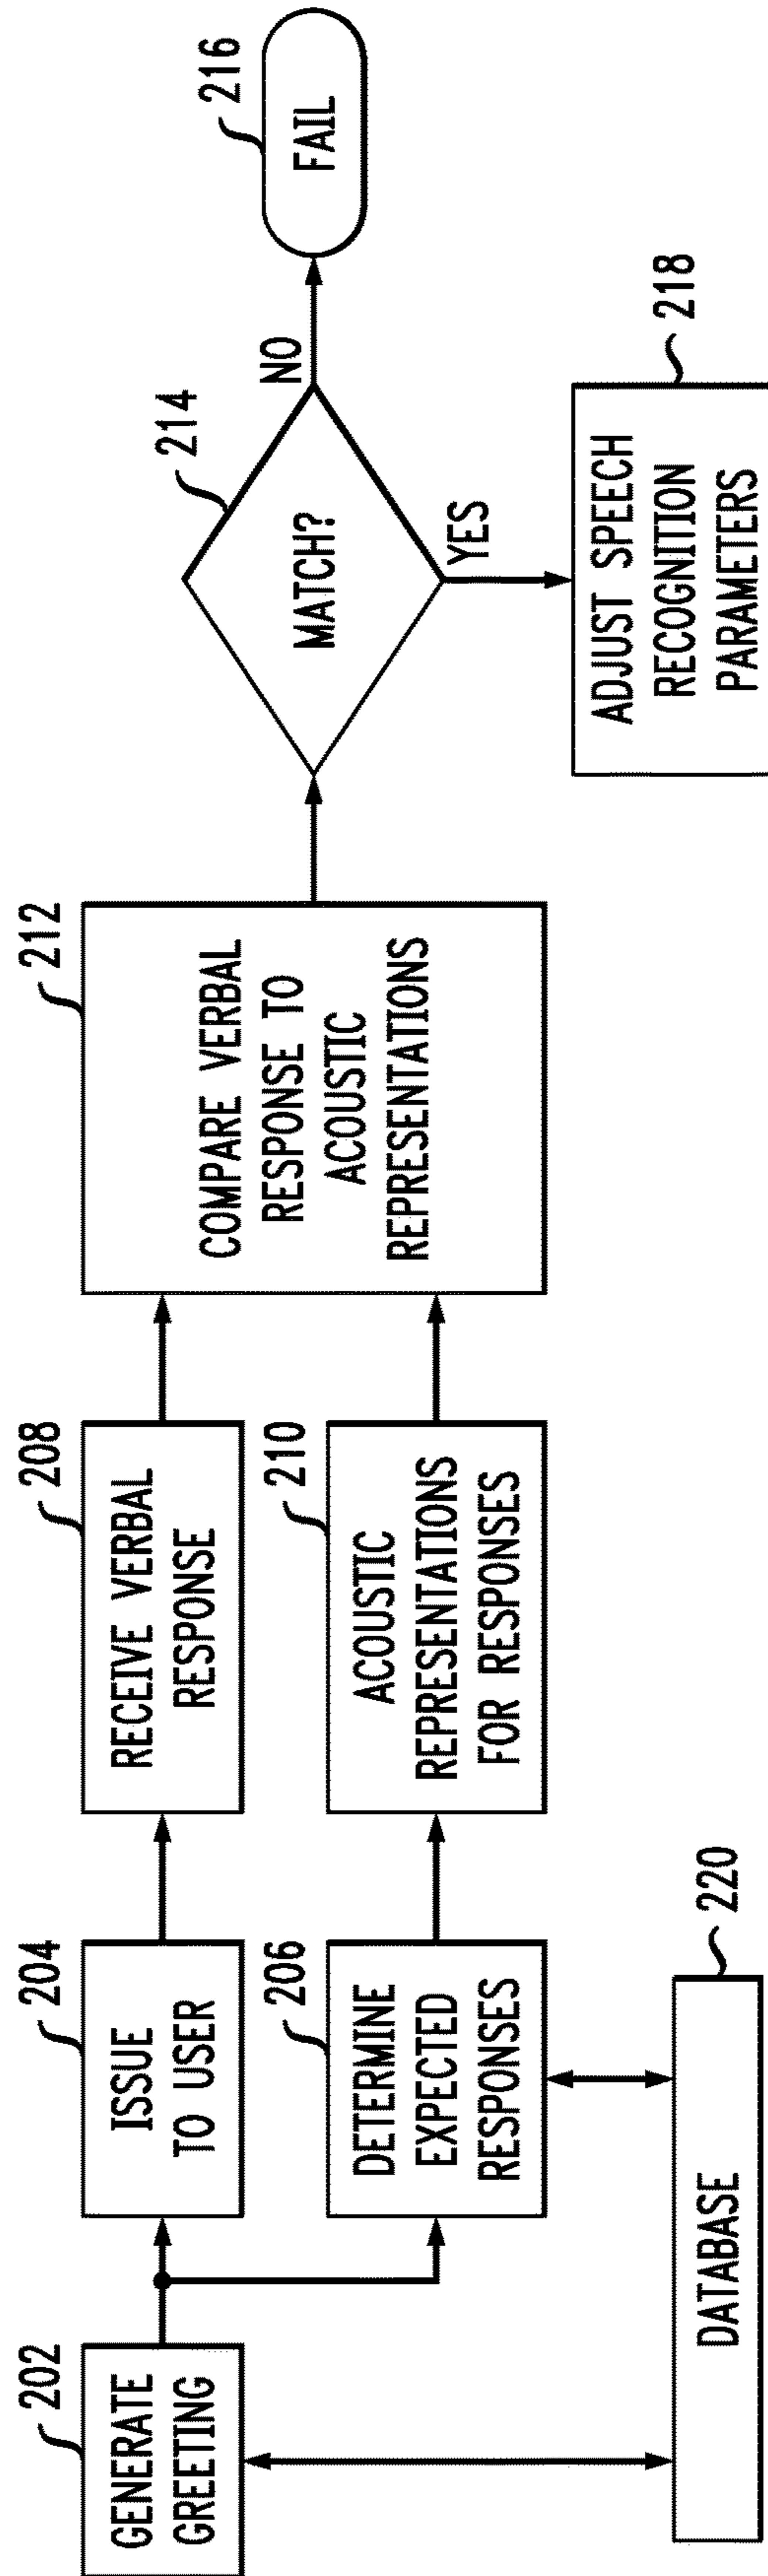 202
GENERATE
GREETING
204
ISSUE
TO USER
206
DETERMINE
EXPECTED
RESPONSES
208
RECEIVE VERBAL
RESPONSE
210
ACOUSTIC
REPRESENTATIONS
FOR RESPONSES
212
COMPARE VERBAL
RESPONSE TO
ACOUSTIC
REPRESENTATIONS
214
MATCH?
NO
216
FAIL
YES
218
ADJUST SPEECH
RECOGNITION
PARAMETERS
220
DATABASE